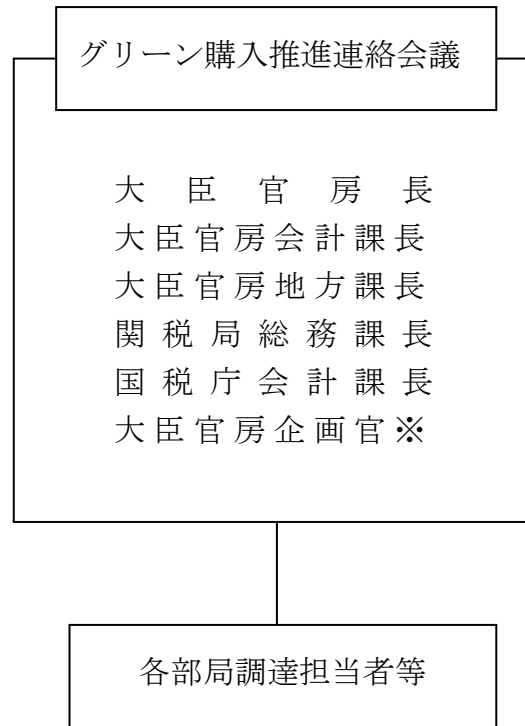 グリーン購入推進連絡会議
大臣官房長
大臣官房会計課長
大臣官房地方課長
関税局総務課長
国税庁会計課長
大臣官房企画官※
各部局調達担当者等